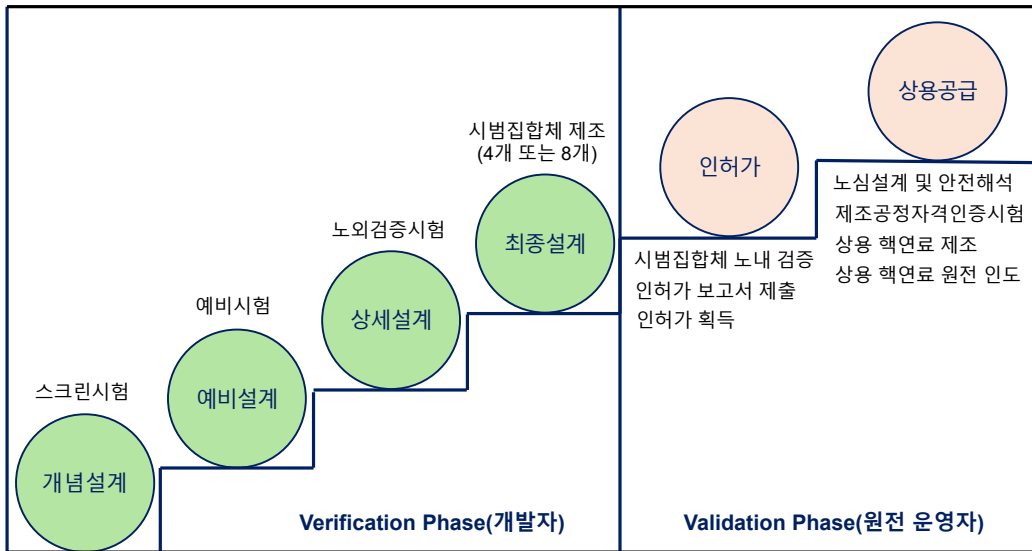 스크린시험
개념설계
예비시험
예비설계
노외검증시험
상세설계
시범집합체 제조
(4개 또는 8개)
최종설계
Verification Phase(개발자)
인허가
시범집합체 노내 검증
인허가 보고서 제출
인허가 획득
상용공급
노심설계 및 안전해석
제조공정자격인증시험
상용 핵연료 제조
상용 핵연료 원전 인도
Validation Phase(원전 운영자)